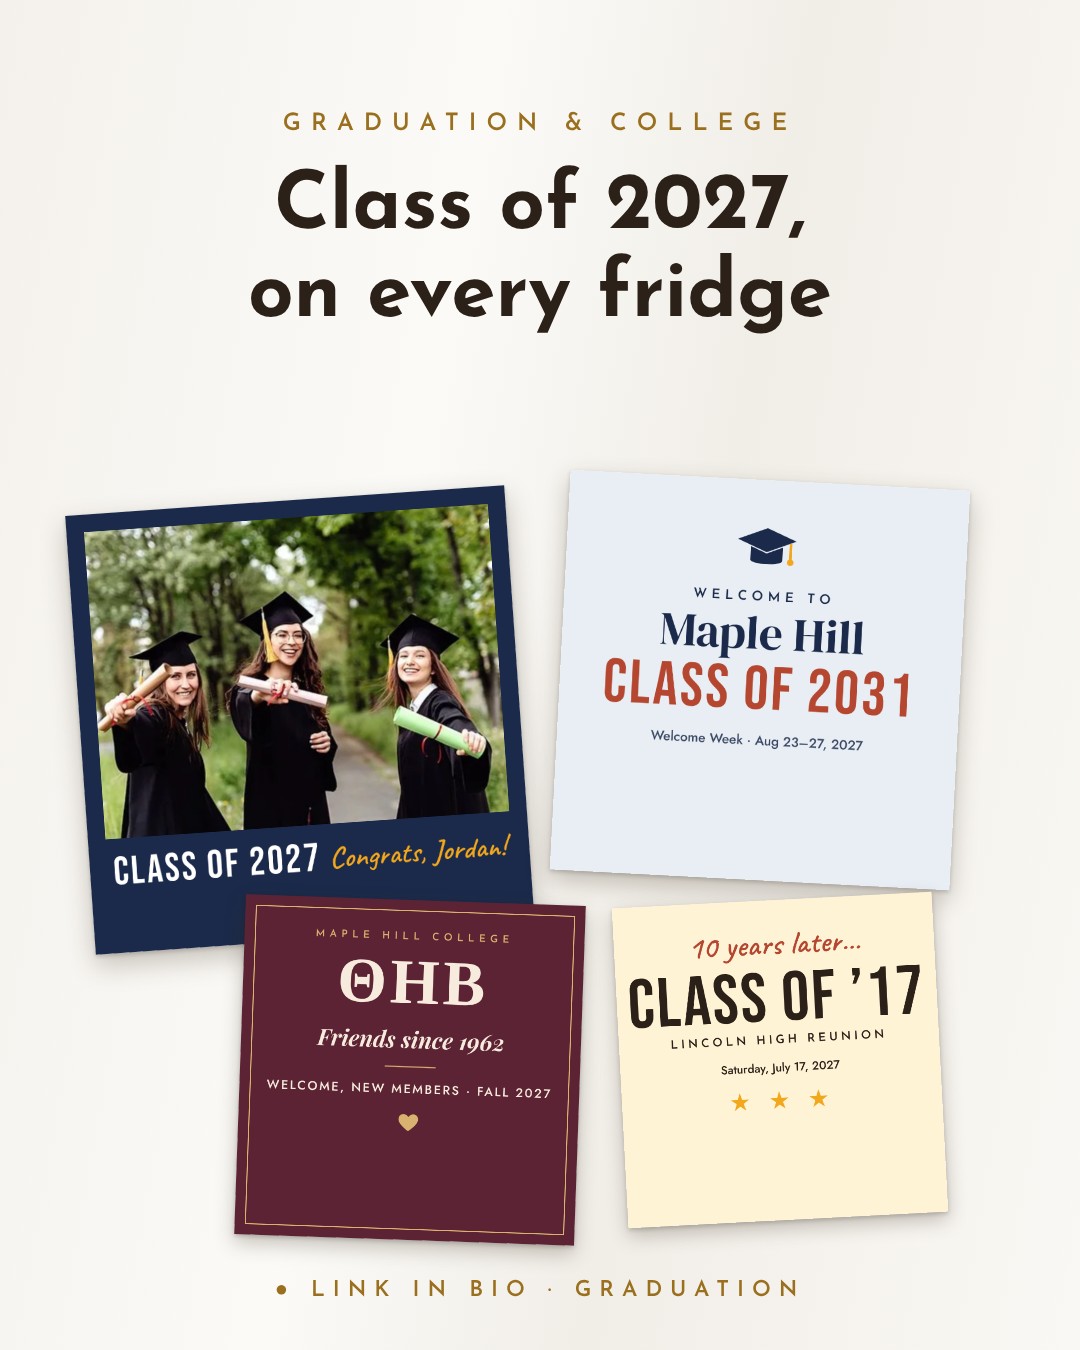 GRADUATION & COLLEGE
Class of 2027,
on every fridge
CLASS OF 2027 Congrats, Jordan!
WELCOME TO
Maple Hill
CLASS OF 2031
Welcome Week · Aug 23–27, 2027
MAPLE HILL COLLEGE
ΘHB
Friends since 1962
WELCOME, NEW MEMBERS · FALL 2027
10 years later...
CLASS OF ’17
LINCOLN HIGH REUNION
Saturday, July 17, 2027
● LINK IN BIO · GRADUATION